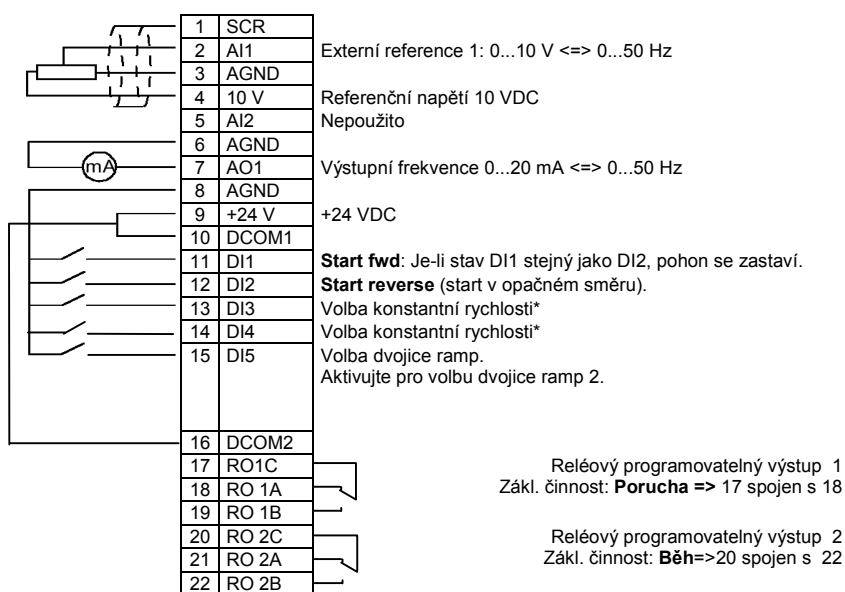 1 SCR
2 AI1 Externí reference 1: 0...10 V <=> 0...50 Hz
3 AGND
4 10 V Referenční napětí 10 VDC
5 AI2 Nepoužito
6 AGND
mA
7 AO1 Výstupní frekvence 0...20 mA <=> 0...50 Hz
8 AGND
9 +24 V +24 VDC
10 DCOM1
11 DI1 Start fwd: Je-li stav DI1 stejný jako DI2, pohon se zastaví.
12 DI2 Start reverse (start v opačném směru).
13 DI3 Volba konstantní rychlosti*
14 DI4 Volba konstantní rychlosti*
15 DI5 Volba dvojice ramp.
Aktivujte pro volbu dvojice ramp 2.
16 DCOM2
17 RO1C Reléový programovatelný výstup 1
18 RO 1A Zákl. činnost: Porucha => 17 spojen s 18
19 RO 1B
20 RO 2C Reléový programovatelný výstup 2
21 RO 2A Zákl. činnost: Běh=>20 spojen s 22
22 RO 2B